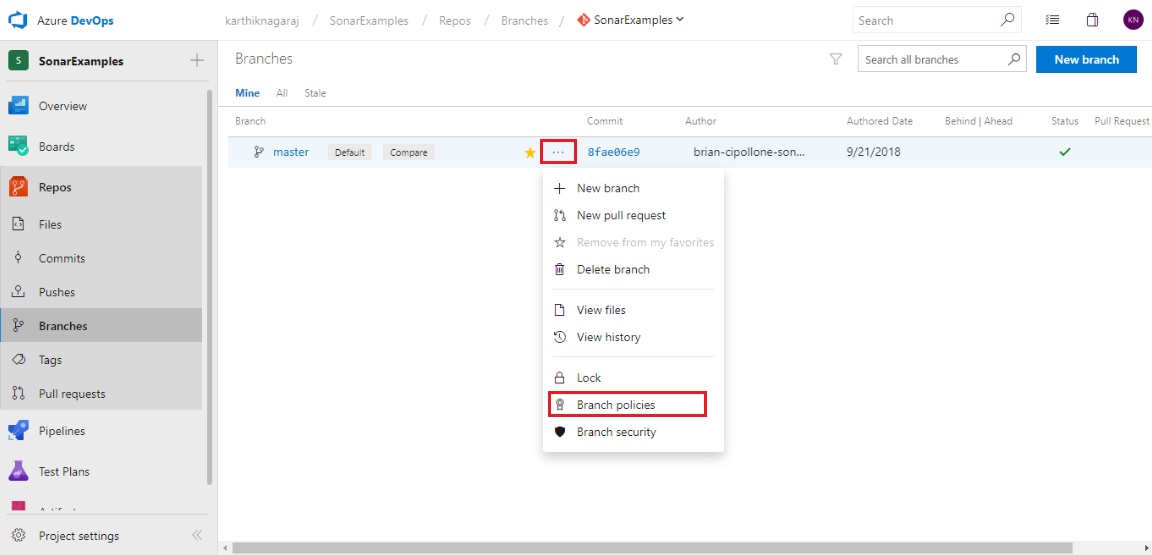 Azure DevOps
karthiknagaraj / SonarExamples / Repos / Branches / SonarExamples
Search
KN
S SonarExamples
Overview
Boards
Repos
Files
Commits
Pushes
Branches
Tags
Pull requests
Pipelines
Test Plans
Project settings
Branches
Search all branches
New branch
Mine All Stale
Branch Commit Author Authored Date Behind | Ahead Status Pull Request
master Default Compare ... 8fae06e9 brian-cipollone-son... 9/21/2018
New branch
New pull request
Remove from my favorites
Delete branch
View files
View history
Lock
Branch policies
Branch security